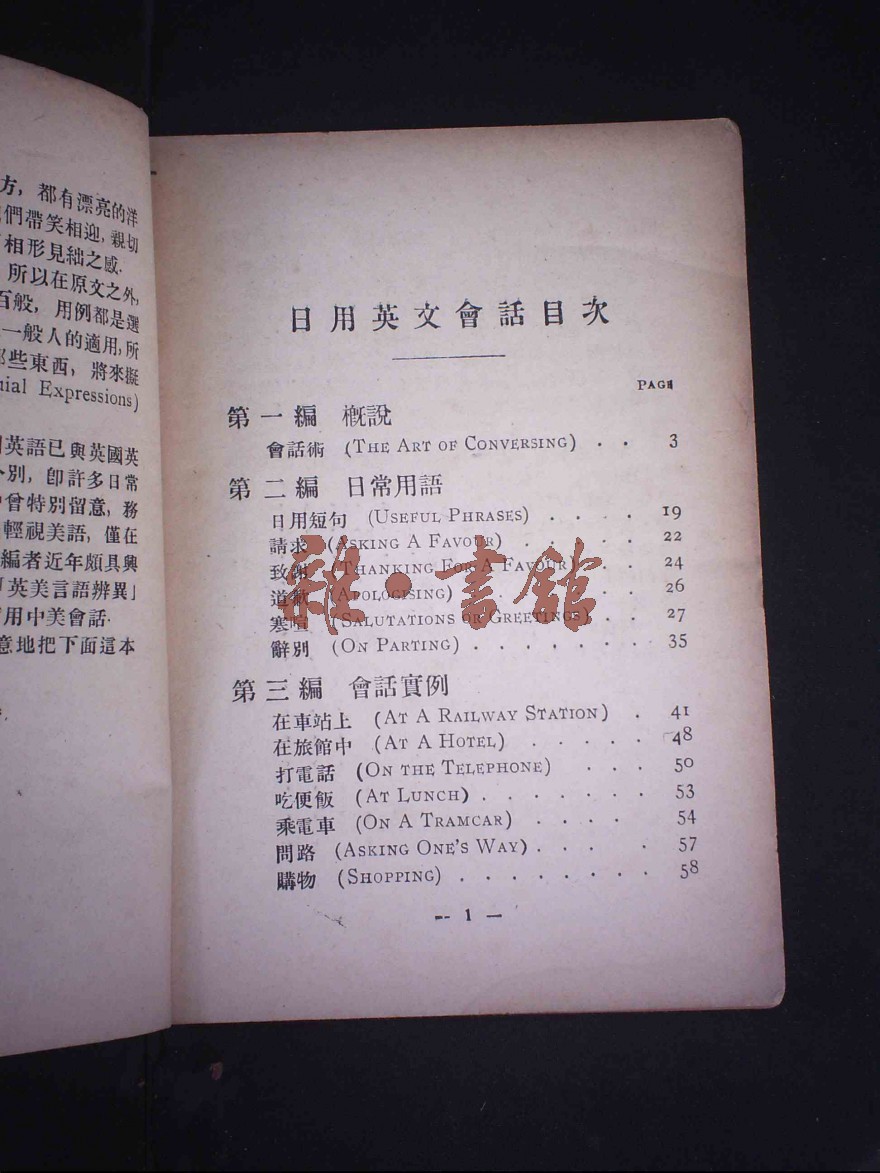 方, 都有漂亮的洋
們帶笑相迎, 親切
相形見絀之感.
所以在原文之外,
百般, 用例都是選
一般人的適用, 所
些東西, 將來擬
Expressions)
英語已與英國英
別, 卽許多日常
曾特別留意, 務
輕視美語, 僅在
編者近年頗具興
「英美言語辨異」
用中美會話.
意地把下面這本
日用英文會話目次
PAGE
第一編 概說
會話術 (THE ART OF CONVERSING) . . 3
第二編 日常用語
日用短句 (USEFUL PHRASES) . . . . 19
請求 (ASKING A FAVOUR) . . . . . 22
致謝 (THANKING FOR A FAVOUR) . . . 24
道歉 (APOLOGISING) . . . . . . 26
寒喧 (SALUTATIONS OR GREETINGS) . . 27
辭別 (ON PARTING) . . . . . . . 35
第三編 會話實例
在車站上 (AT A RAILWAY STATION) . 41
在旅館中 (AT A HOTEL) . . . . . 48
打電話 (ON THE TELEPHONE) . . . 50
吃便飯 (AT LUNCH) . . . . . . . 53
乘電車 (ON A TRAMCAR) . . . . 54
問路 (ASKING ONE'S WAY) . . . . 57
購物 (SHOPPING) . . . . . . . . 58
— 1 —
雜·書館